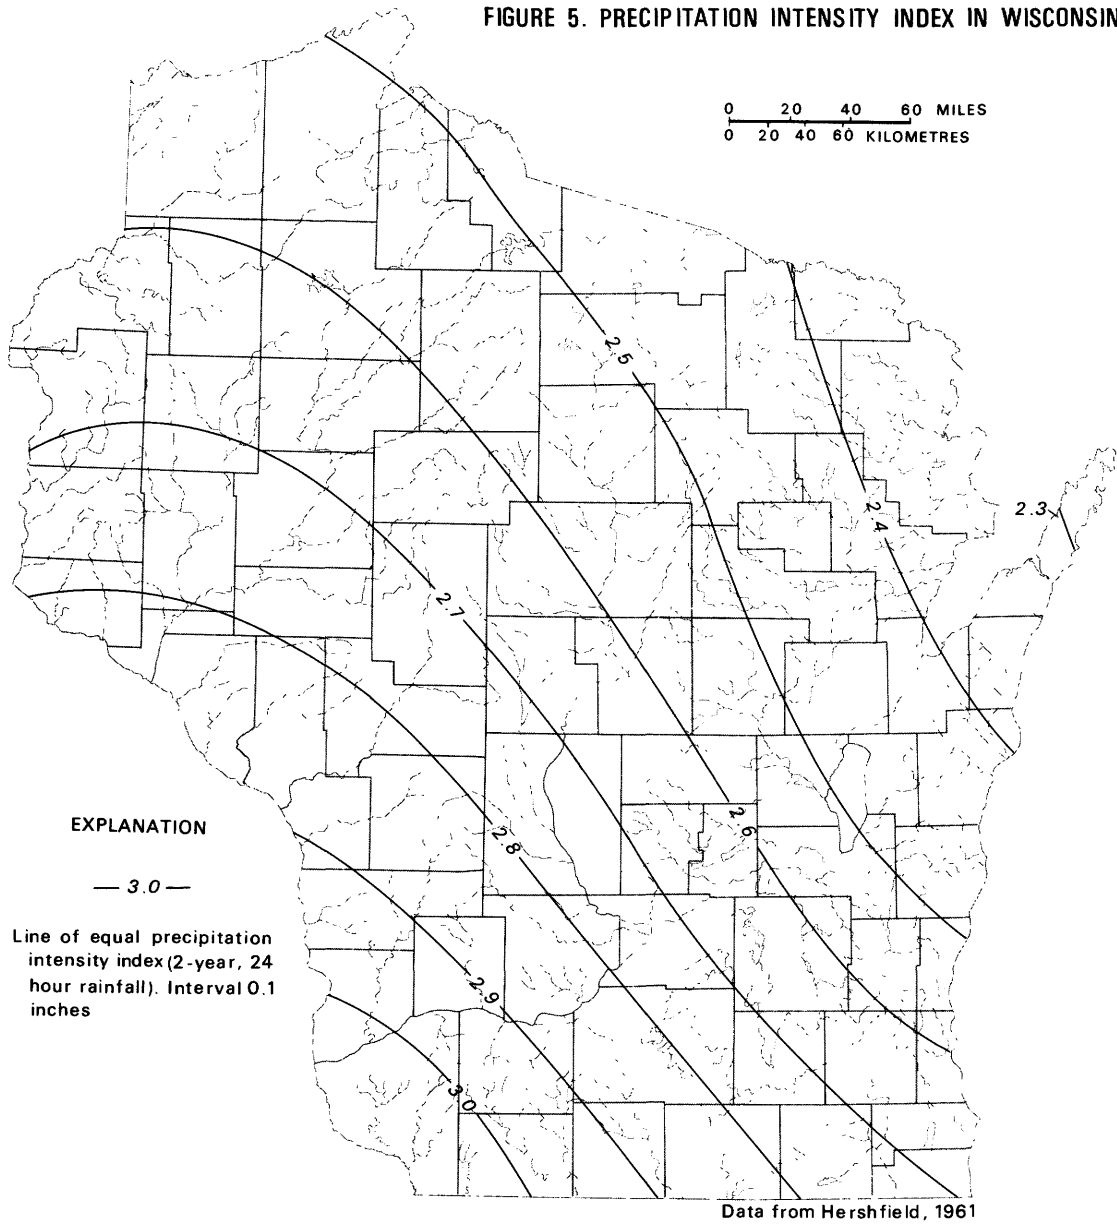 FIGURE 5. PRECIPITATION INTENSITY INDEX IN WISCONSIN
0 20 40 60 MILES
0 20 40 60 KILOMETRES
2.5
2.4
2.3
2.7
2.6
2.8
2.9
3.0
EXPLANATION
— 3.0 —
Line of equal precipitation
intensity index (2-year, 24
hour rainfall). Interval 0.1
inches
Data from Hershfield, 1961